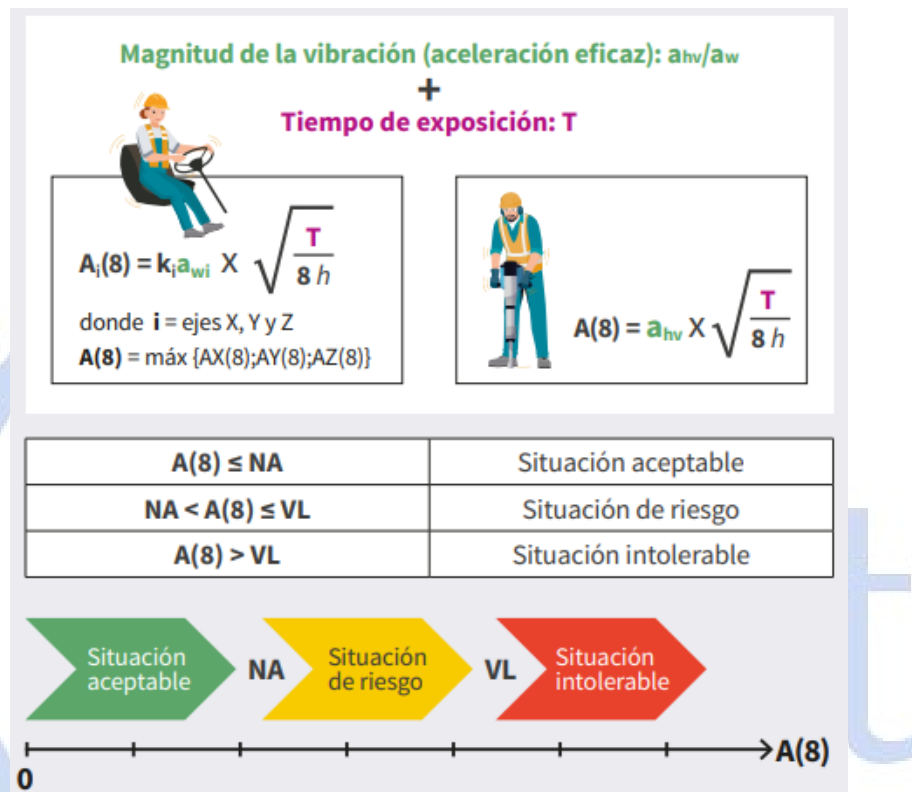 Magnitud de la vibración (aceleración eficaz): ahv/aw
+
Tiempo de exposición: T
Ai(8) = kiawi X √(T / 8 h)
donde i = ejes X, Y y Z
A(8) = máx {AX(8);AY(8);AZ(8)}
A(8) = ahv X √(T / 8 h)
A(8) ≤ NA Situación aceptable
NA < A(8) ≤ VL Situación de riesgo
A(8) > VL Situación intolerable
Situación
aceptable
NA
Situación
de riesgo
VL
Situación
intolerable
A(8)
0